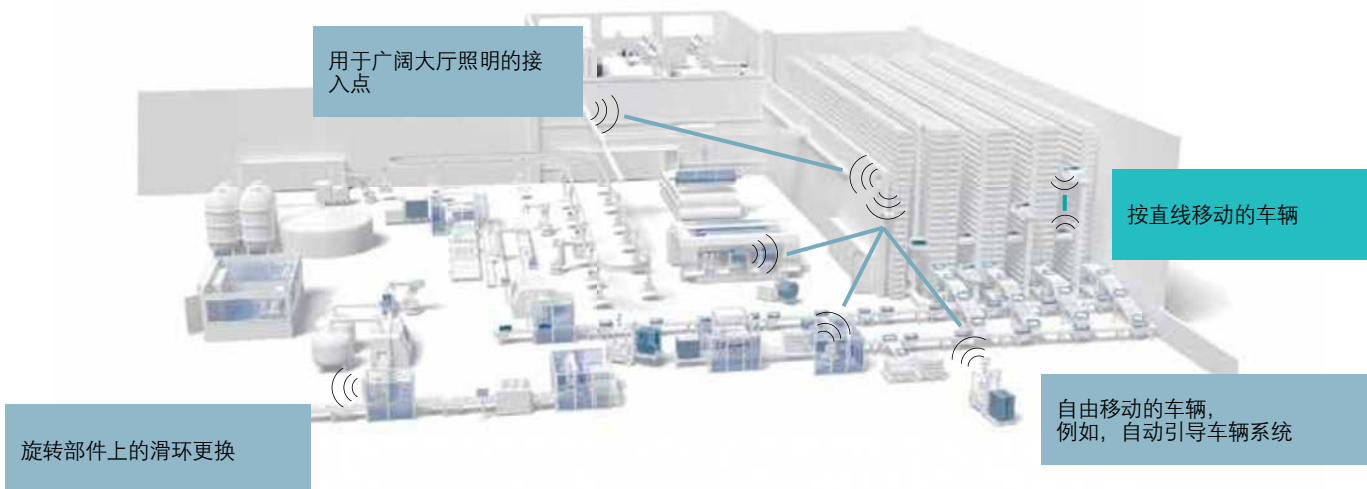 用于广阔大厅照明的接
入点
按直线移动的车辆
自由移动的车辆，
例如，自动引导车辆系统
旋转部件上的滑环更换